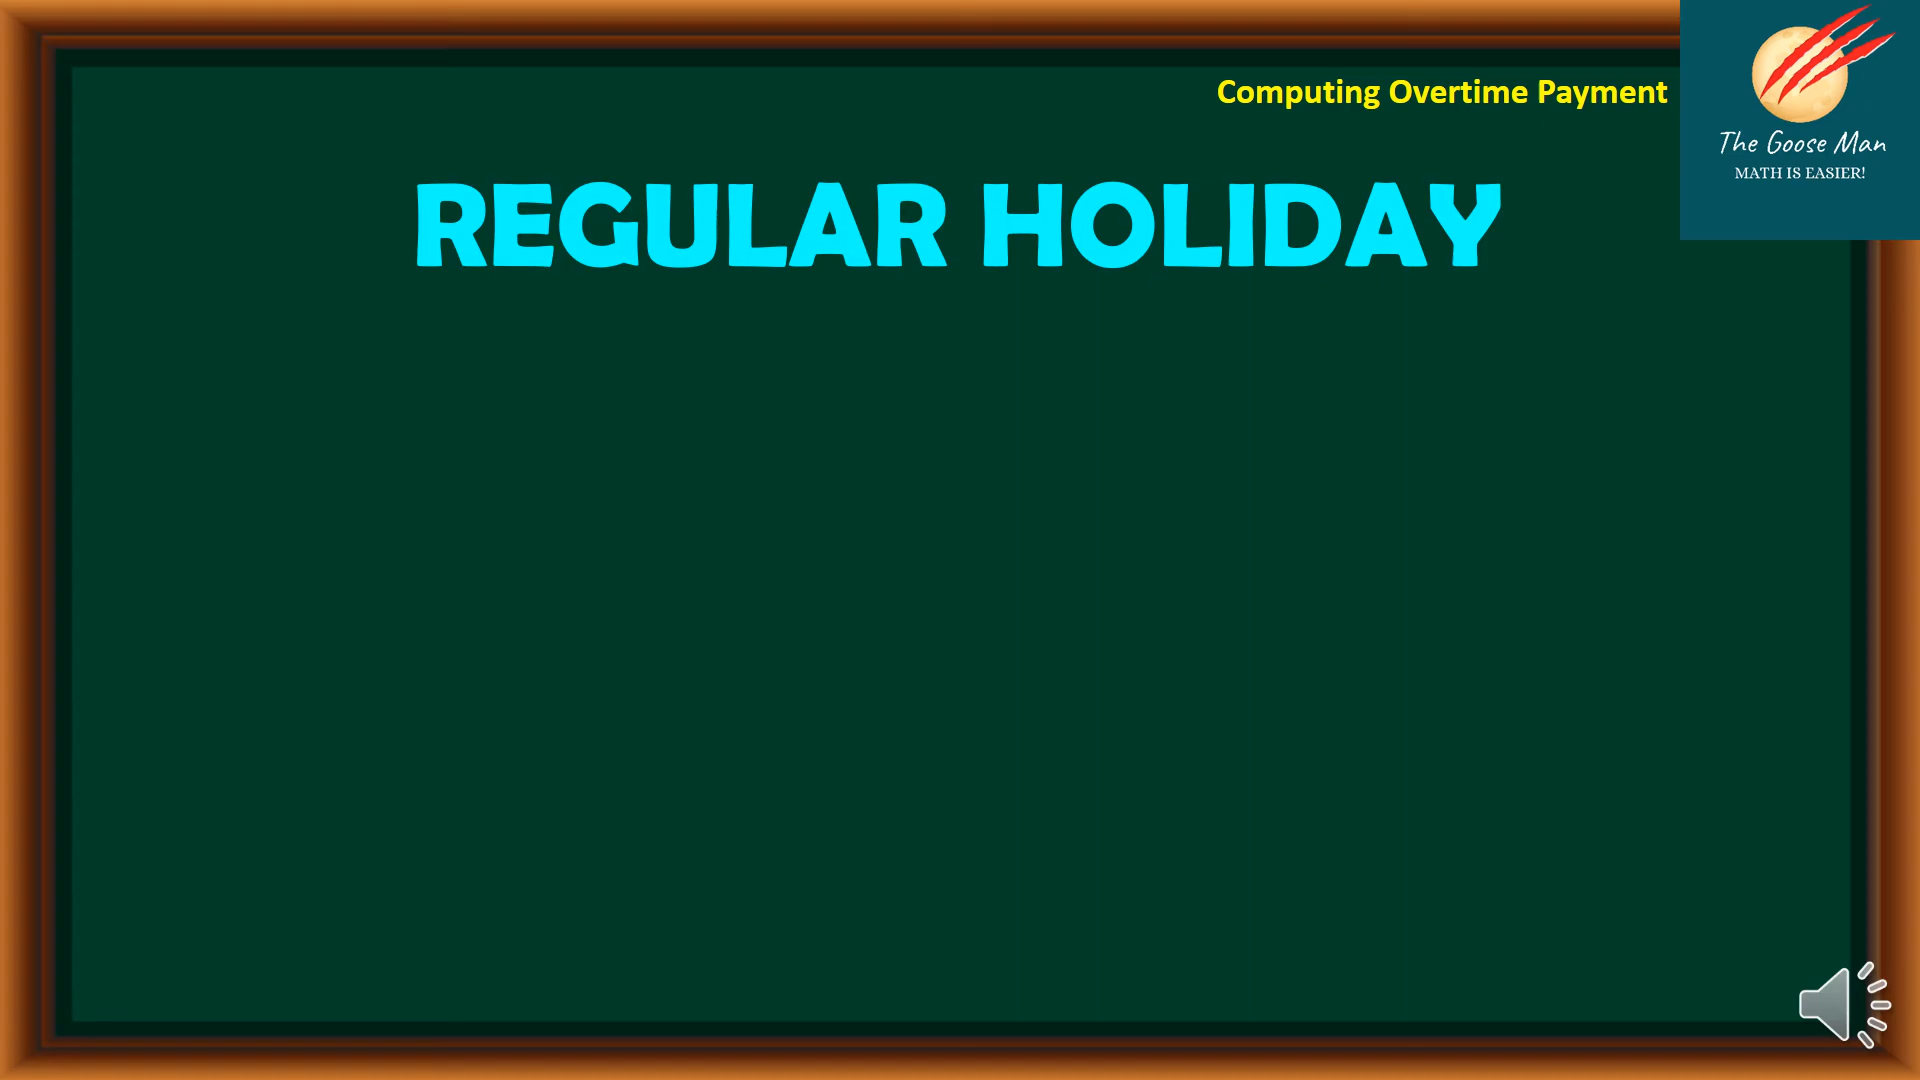 Computing Overtime Payment
The Goose Man
MATH IS EASIER!
REGULAR HOLIDAY